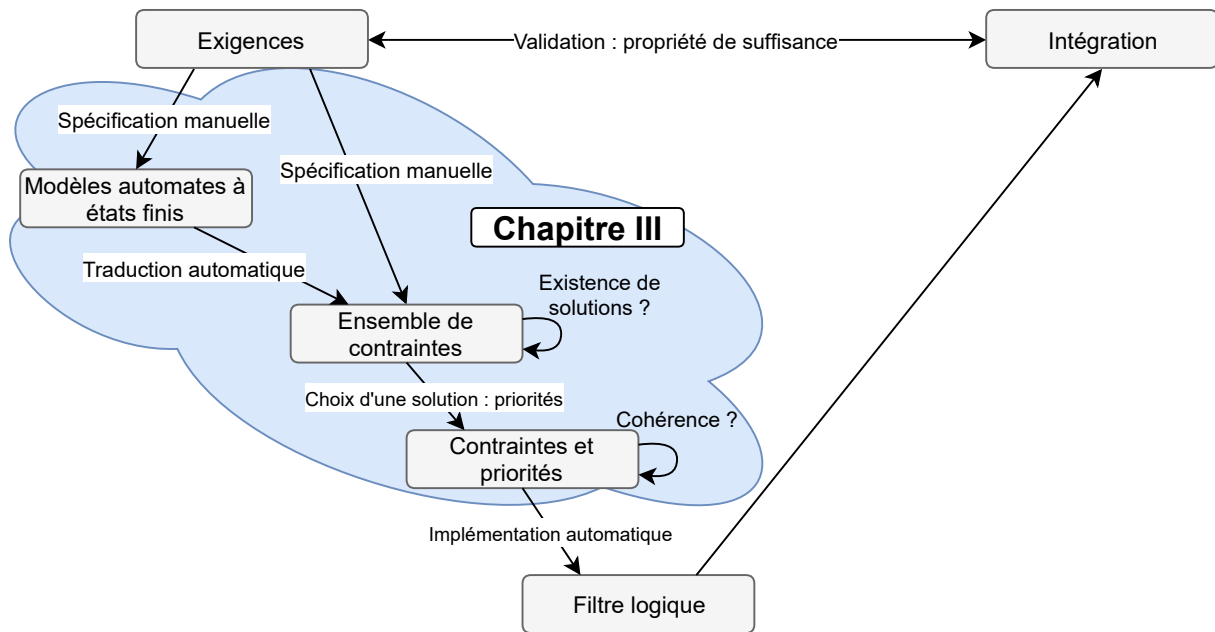 Exigences
Validation : propriété de suffisance
Intégration
Spécification manuelle
Spécification manuelle
Modèles automates à
états finis
Chapitre III
Traduction automatique
Existence de
solutions ?
Ensemble de
contraintes
Choix d'une solution : priorités
Cohérence ?
Contraintes et
priorités
Implémentation automatique
Filtre logique